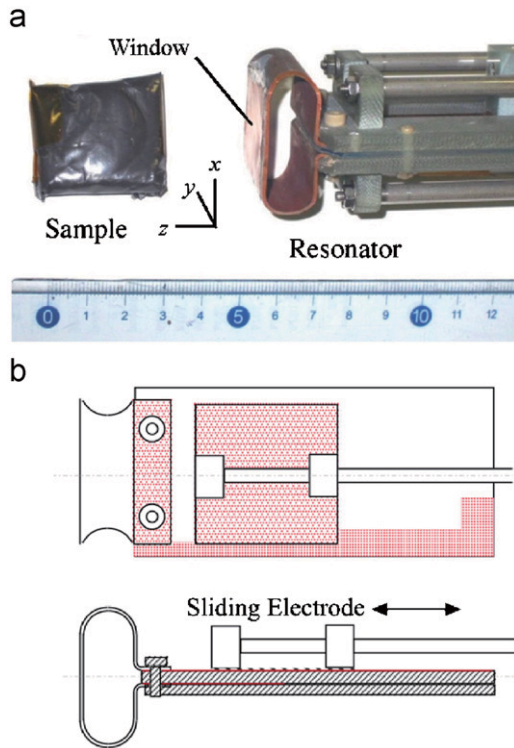 a
Window
x
y
z
Sample
Resonator
0 1 2 3 4 5 6 7 8 9 10 11 12
b
Sliding Electrode